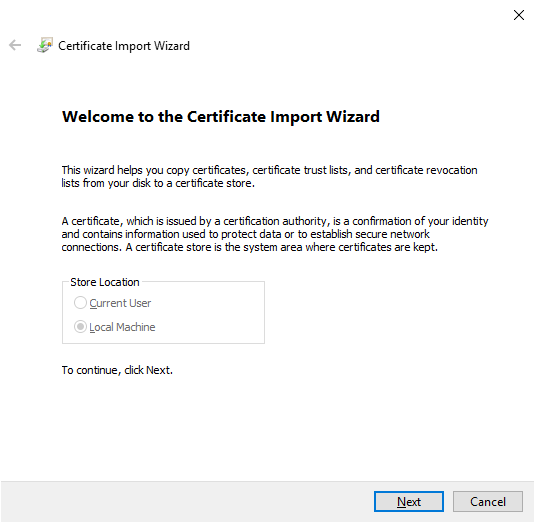 Certificate Import Wizard
Welcome to the Certificate Import Wizard
This wizard helps you copy certificates, certificate trust lists, and certificate revocation
lists from your disk to a certificate store.
A certificate, which is issued by a certification authority, is a confirmation of your identity
and contains information used to protect data or to establish secure network
connections. A certificate store is the system area where certificates are kept.
Store Location
Current User
Local Machine
To continue, click Next.
Next
Cancel